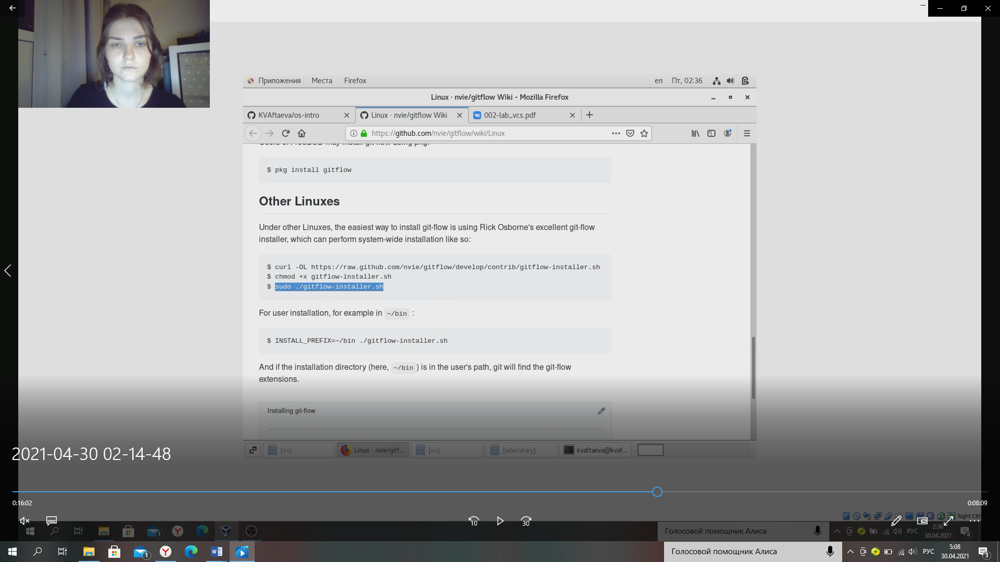 Приложения Места Firefox en Пт, 02:36
Linux · nvie/gitflow Wiki - Mozilla Firefox
KVAftaeva/os-intro Linux · nvie/gitflow Wiki 002-lab_vcs.pdf
https://github.com/nvie/gitflow/wiki/Linux
$ pkg install gitflow
Other Linuxes
Under other Linuxes, the easiest way to install git-flow is using Rick Osborne's excellent git-flow
installer, which can perform system-wide installation like so:
$ curl -OL https://raw.github.com/nvie/gitflow/develop/contrib/gitflow-installer.sh
$ chmod +x gitflow-installer.sh
$ sudo ./gitflow-installer.sh
For user installation, for example in ~/bin :
$ INSTALL_PREFIX=~/bin ./gitflow-installer.sh
And if the installation directory (here, ~/bin ) is in the user's path, git will find the git-flow
extensions.
Installing git-flow
[os] Linux · nvie/gitf... [os] [laboratary] kvaftaeva@kvaf...
2021-04-30 02-14-48
0:16:02 0:08:09
10 30
Right Ctrl
1 Голосовой помощник Алиса РУС 2:36
30.04.2021 4
1 Голосовой помощник Алиса РУС 5:08
30.04.2021 3